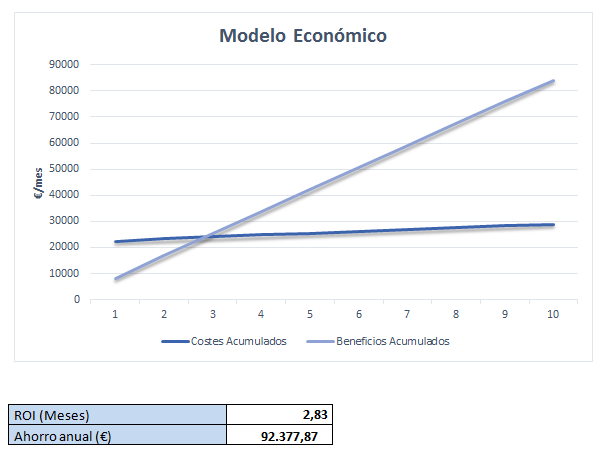 Modelo Económico
90000
80000
70000
60000
50000
40000
30000
20000
10000
0
€/mes
1 2 3 4 5 6 7 8 9 10
Costes Acumulados Beneficios Acumulados
ROI (Meses) 2,83
Ahorro anual (€) 92.377,87